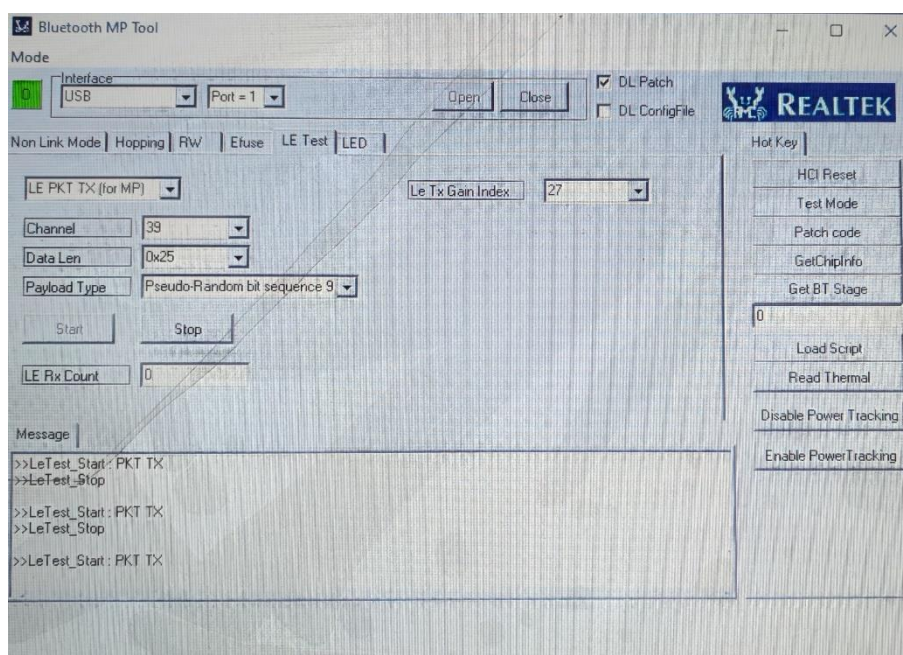 Bluetooth MP Tool
Mode
Interface
0
USB
Port = 1
Open
Close
DL Patch
DL ConfigFile
REALTEK
Non Link Mode
Hopping
RW
Efuse
LE Test
LED
Hot Key
LE PKT TX (for MP)
Le Tx Gain Index
27
Channel
39
Data Len
0x25
Payload Type
Pseudo-Random bit sequence 9
Start
Stop
LE Rx Count
0
HCI Reset
Test Mode
Patch code
GetChipInfo
Get BT Stage
0
Load Script
Read Thermal
Disable Power Tracking
Enable PowerTracking
Message
>>LeTest_Start : PKT TX
>>LeTest_Stop
>>LeTest_Start : PKT TX
>>LeTest_Stop
>>LeTest_Start : PKT TX